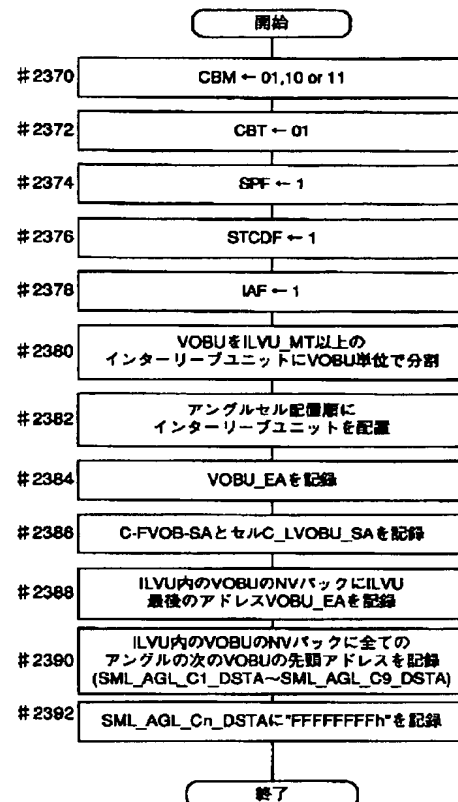 開始
#2370
CBM ← 01,10 or 11
#2372
CBT ← 01
#2374
SPF ← 1
#2376
STCDF ← 1
#2378
IAF ← 1
#2380
VOBUをILVU_MT以上の
インターリーブユニットにVOBU単位で分割
#2382
アングルセル配置順に
インターリーブユニットを配置
#2384
VOBU_EAを記録
#2386
C-FVOB-SAとセルC_LVOBU_SAを記録
#2388
ILVU内のVOBUのNVパックにILVU
最後のアドレスVOBU_EAを記録
#2390
ILVU内のVOBUのNVパックに全ての
アングルの次のVOBUの先頭アドレスを記録
(SML_AGL_C1_DSTA～SML_AGL_C9_DSTA)
#2392
SML_AGL_Cn_DSTAに"FFFFFFFFh"を記録
終了